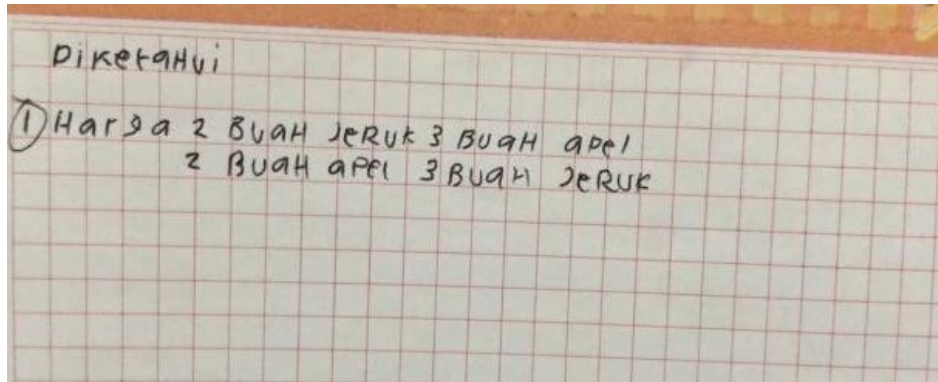 Diketahui
① Harga 2 Buah Jeruk 3 Buah apel
2 Buah apel 3 Buah Jeruk